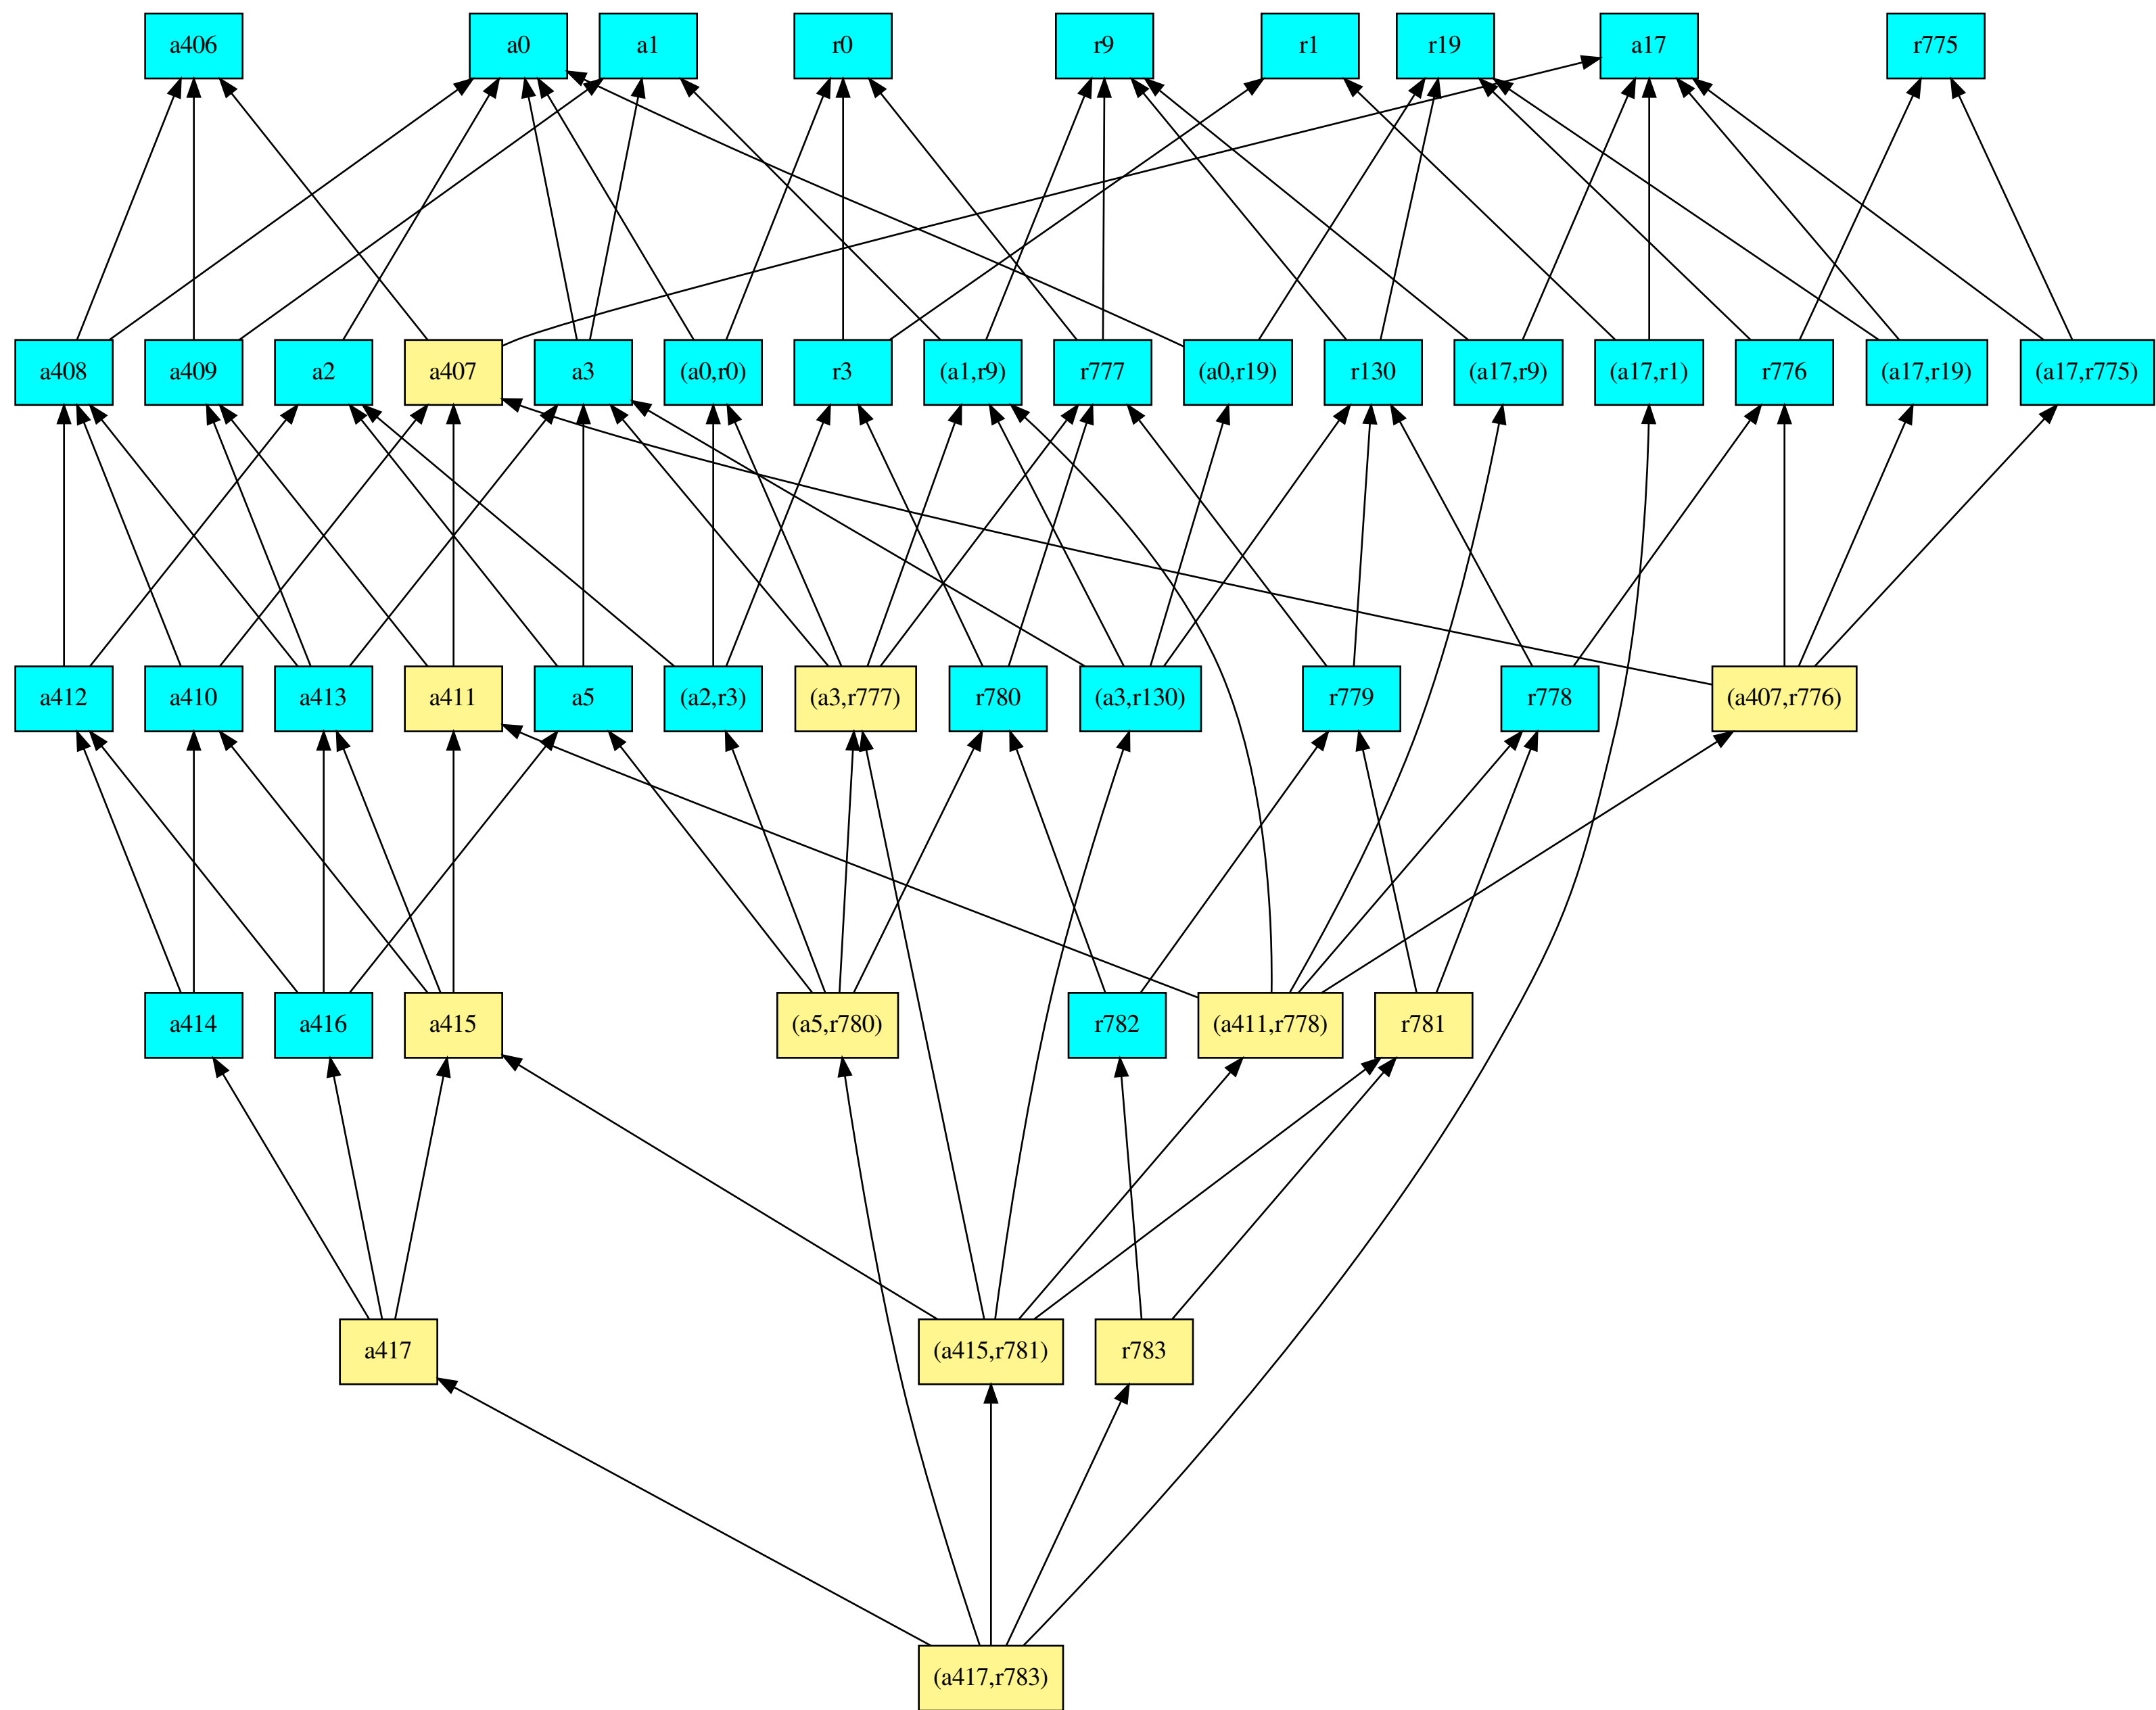 a406
a0
a1
r0
r9
r1
r19
a17
r775
a408
a409
a2
a407
a3
(a0,r0)
r3
(a1,r9)
r777
(a0,r19)
r130
(a17,r9)
(a17,r1)
r776
(a17,r19)
(a17,r775)
a412
a410
a413
a411
a5
(a2,r3)
(a3,r777)
r780
(a3,r130)
r779
r778
(a407,r776)
a414
a416
a415
(a5,r780)
r782
(a411,r778)
r781
a417
(a415,r781)
r783
(a417,r783)